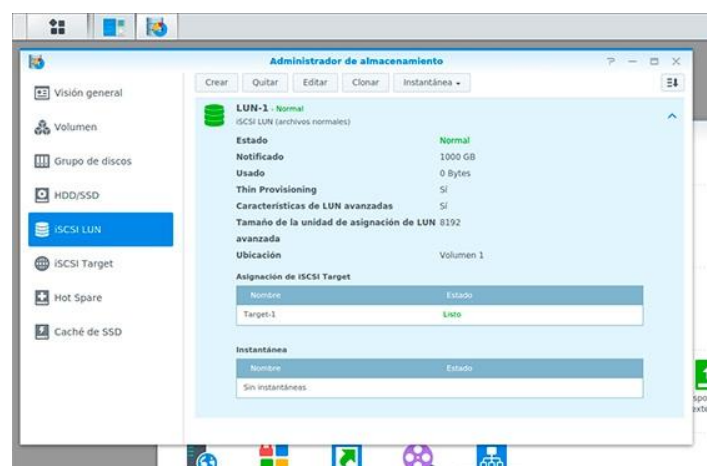 Administrador de almacenamiento
Crear Quitar Editar Clonar Instantánea
Visión general
Volumen
Grupo de discos
HDD/SSD
iSCSI LUN
iSCSI Target
Hot Spare
Caché de SSD
LUN-1 - Normal
iSCSI LUN (archivos normales)
Estado Normal
Notificado 1000 GB
Usado 0 Bytes
Thin Provisioning Sí
Características de LUN avanzadas Sí
Tamaño de la unidad de asignación de LUN 8192
avanzada
Ubicación Volumen 1
Asignación de iSCSI Target
Nombre Estado
Target-1 Listo
Instantánea
Nombre Estado
Sin instantáneas